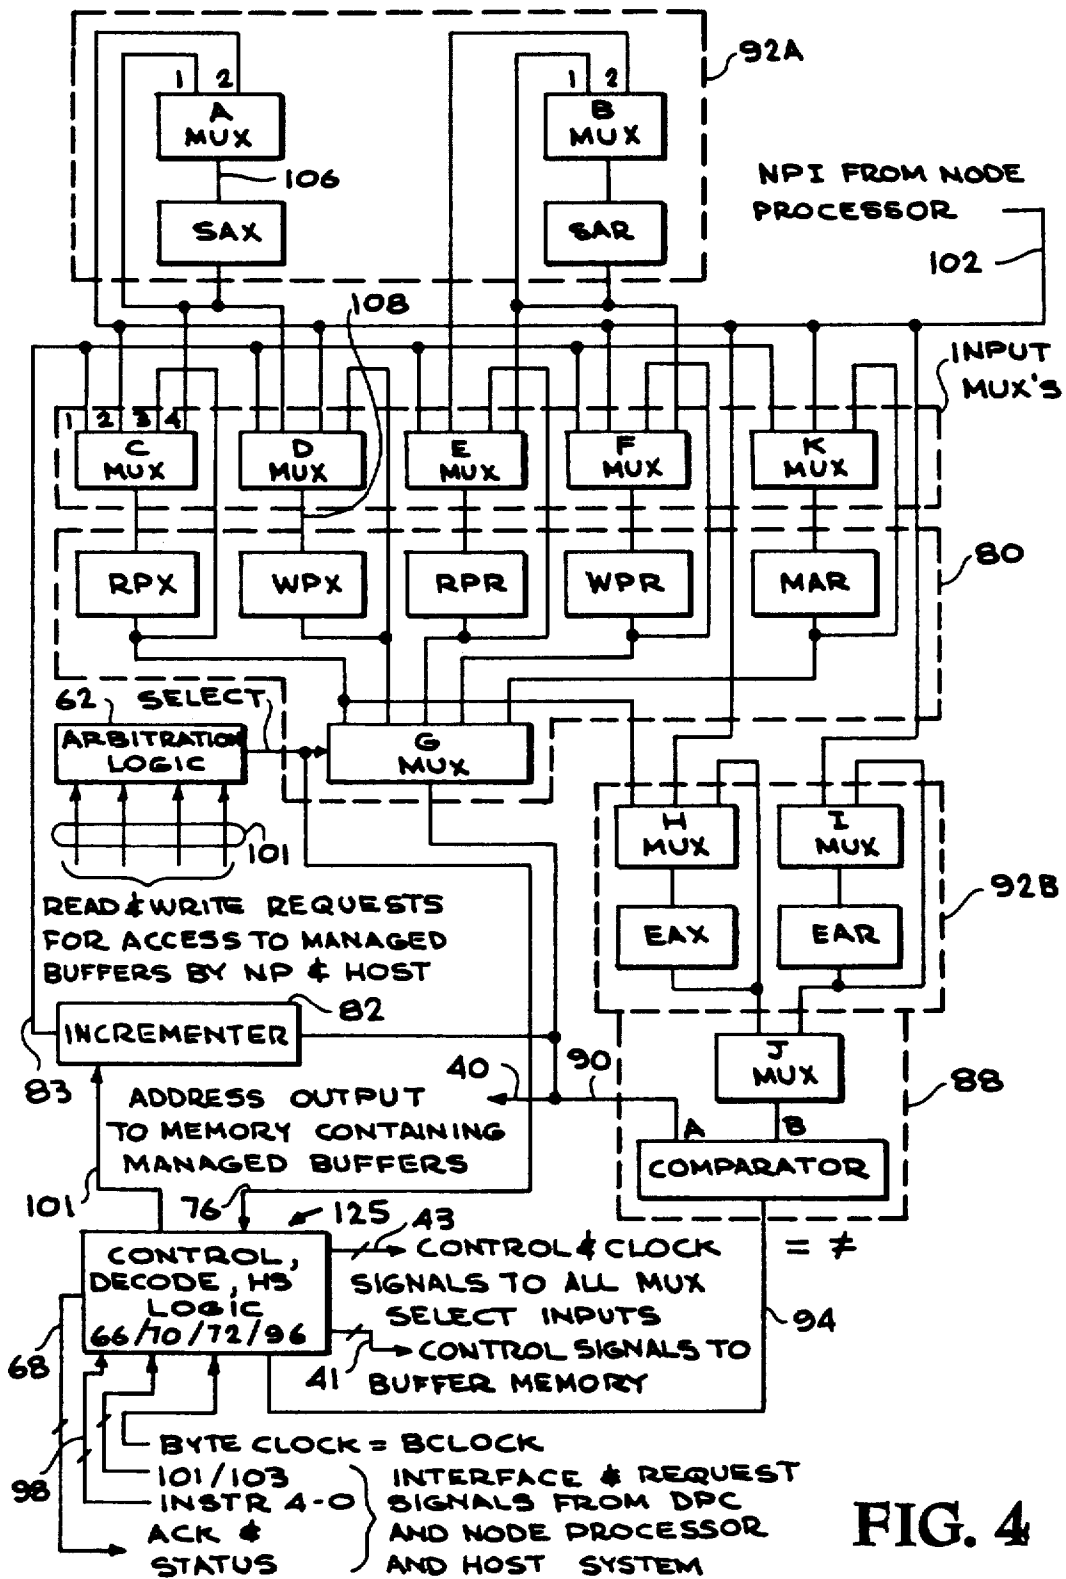 92A
1 2
1 2
A
MUX
B
MUX
106
NPI FROM NODE
PROCESSOR
SAX
SAR
102
108
INPUT
MUX'S
1 2 3 4
C
MUX
D
MUX
E
MUX
F
MUX
K
MUX
80
RPX
WPX
RPR
WPR
MAR
62
SELECT
ARBITRATION
LOGIC
G
MUX
101
H
MUX
I
MUX
92B
READ & WRITE REQUESTS
FOR ACCESS TO MANAGED
BUFFERS BY NP & HOST
EAX
EAR
82
INCREMENTER
83
J
MUX
40
90
88
ADDRESS OUTPUT
TO MEMORY CONTAINING
MANAGED BUFFERS
A
B
COMPARATOR
101
76
125
43
CONTROL,
DECODE, HS
LOGIC
66/70/72/96
CONTROL & CLOCK
SIGNALS TO ALL MUX
SELECT INPUTS
= ≠
94
68
41
CONTROL SIGNALS TO
BUFFER MEMORY
98
BYTE CLOCK = BCLOCK
101/103
INSTR 4-0
ACK &
STATUS
INTERFACE & REQUEST
SIGNALS FROM DPC
AND NODE PROCESSOR
AND HOST SYSTEM
FIG. 4